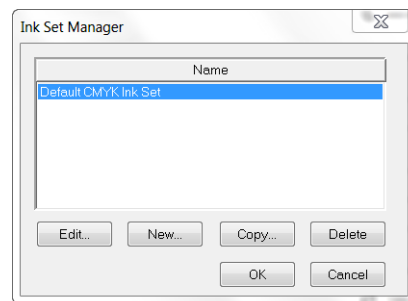 Ink Set Manager
Name
Default CMYK Ink Set
Edit... New... Copy... Delete
OK Cancel